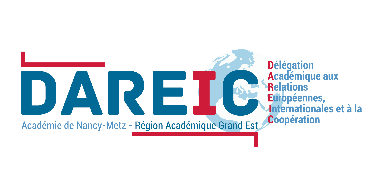 DAREIC
Académie de Nancy-Metz - Région Académique Grand Est
Délégation
Académique aux
Relations
Européennes,
Internationales et à la
Coopération